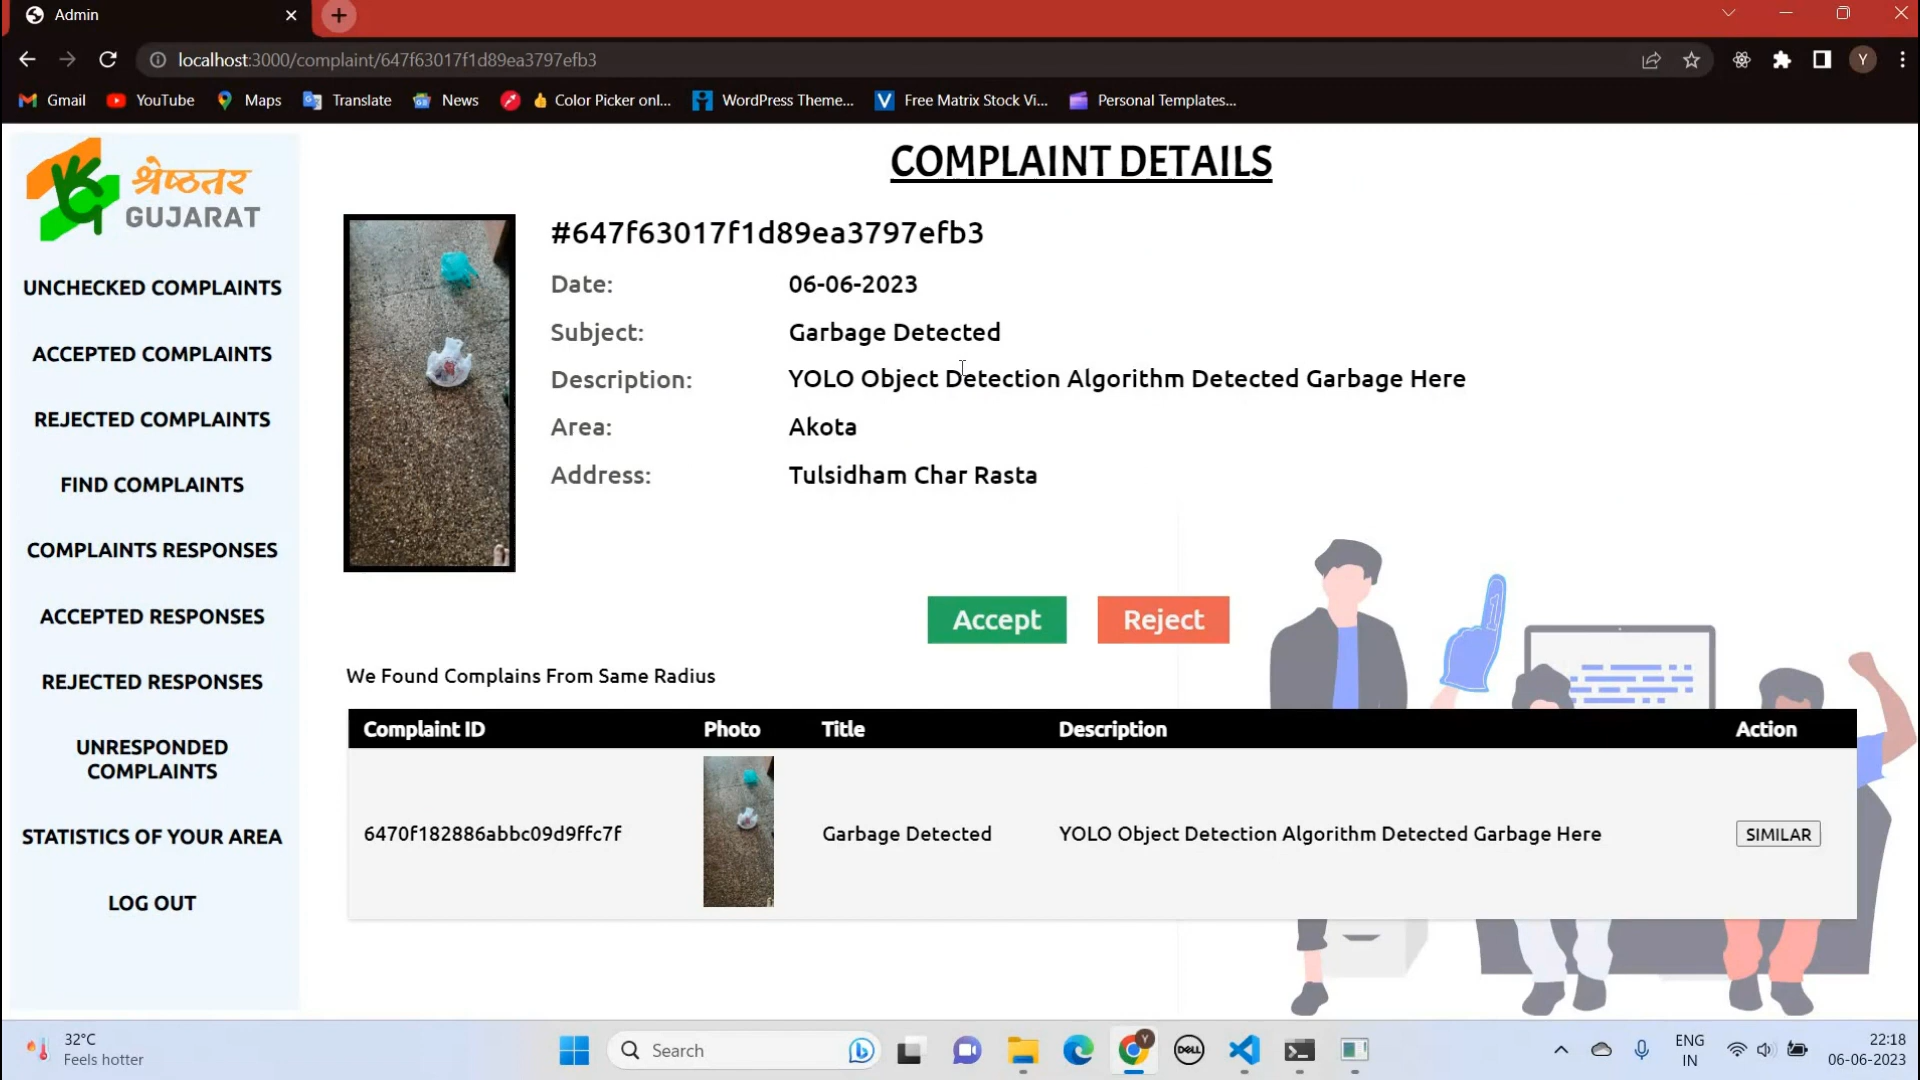 Admin
localhost:3000/complaint/647f63017f1d89ea3797efb3
Y
Gmail
YouTube
Maps
Translate
News
👍 Color Picker onl...
WordPress Theme...
Free Matrix Stock Vi...
Personal Templates...
श्रेष्ठतर
GUJARAT
UNCHECKED COMPLAINTS
ACCEPTED COMPLAINTS
REJECTED COMPLAINTS
FIND COMPLAINTS
COMPLAINTS RESPONSES
ACCEPTED RESPONSES
REJECTED RESPONSES
UNRESPONDED
COMPLAINTS
STATISTICS OF YOUR AREA
LOG OUT
COMPLAINT DETAILS
#647f63017f1d89ea3797efb3
Date: 06-06-2023
Subject: Garbage Detected
Description: YOLO Object Detection Algorithm Detected Garbage Here
Area: Akota
Address: Tulsidham Char Rasta
Accept Reject
We Found Complains From Same Radius
Complaint ID Photo Title Description Action
6470f182886abbc09d9ffc7f Garbage Detected YOLO Object Detection Algorithm Detected Garbage Here SIMILAR
32°C
Feels hotter
Search
Y
DELL
ENG
IN
22:18
06-06-2023